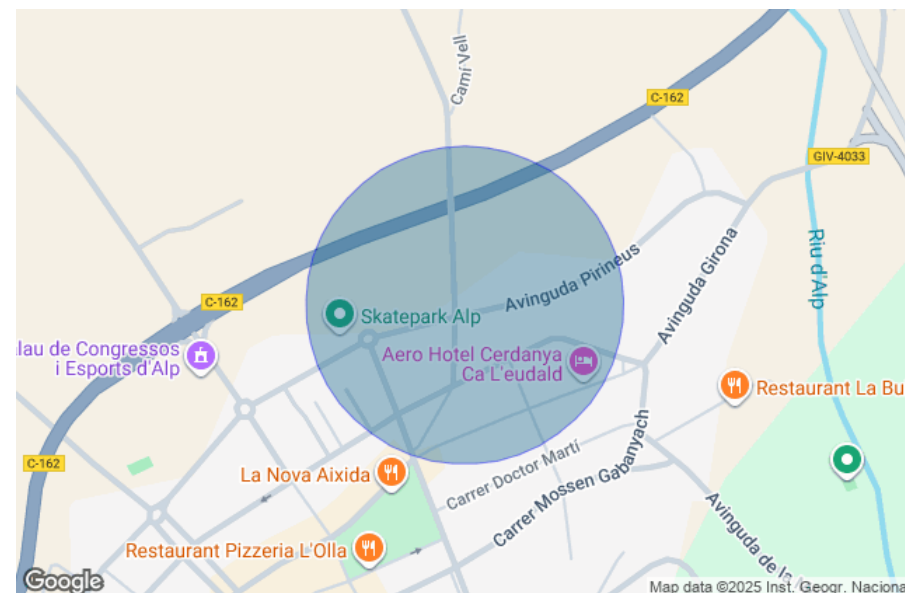 Camí Vell
C-162
GIV-4033
Riu d'Alp
Avinguda Girona
Avinguda Pirineus
C-162
Skatepark Alp
alau de Congressos
i Esports d'Alp
Aero Hotel Cerdanya
Ca L'eudald
Restaurant La Bu
C-162
La Nova Aixida
Carrer Doctor Martí
Carrer Mossen Gabanyach
Avinguda de la
Restaurant Pizzeria L'Olla
Google
Map data ©2025 Inst. Geogr. Naciona